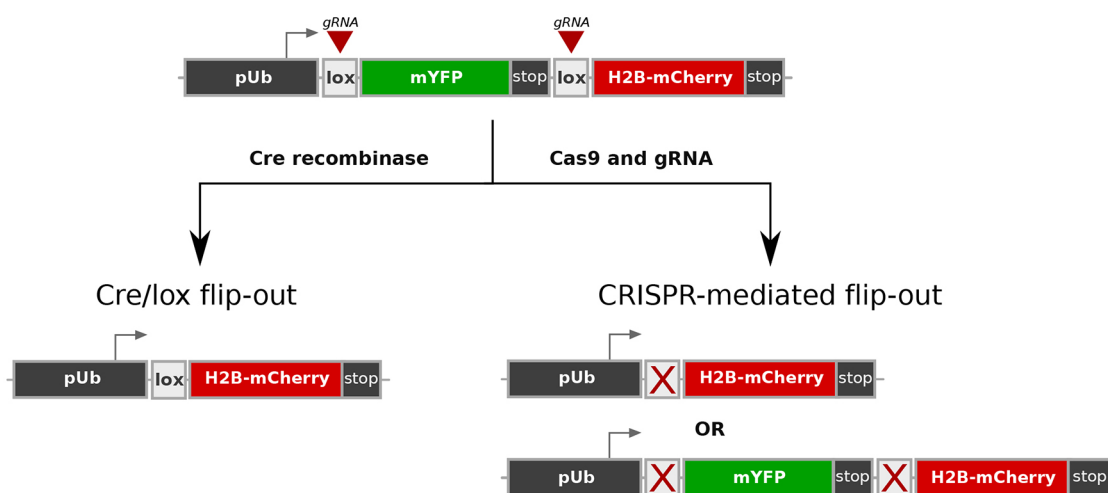 gRNA gRNA
pUb lox mYFP stop lox H2B-mCherry stop
Cre recombinase Cas9 and gRNA
Cre/lox flip-out CRISPR-mediated flip-out
pUb lox H2B-mCherry stop pUb X H2B-mCherry stop
OR
pUb X mYFP stop X H2B-mCherry stop